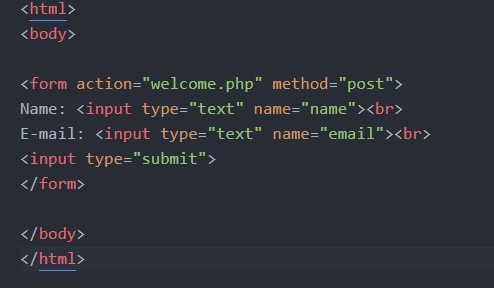 <html>
<body>
<form action="welcome.php" method="post">
Name: <input type="text" name="name"><br>
E-mail: <input type="text" name="email"><br>
<input type="submit">
</form>
</body>
</html>